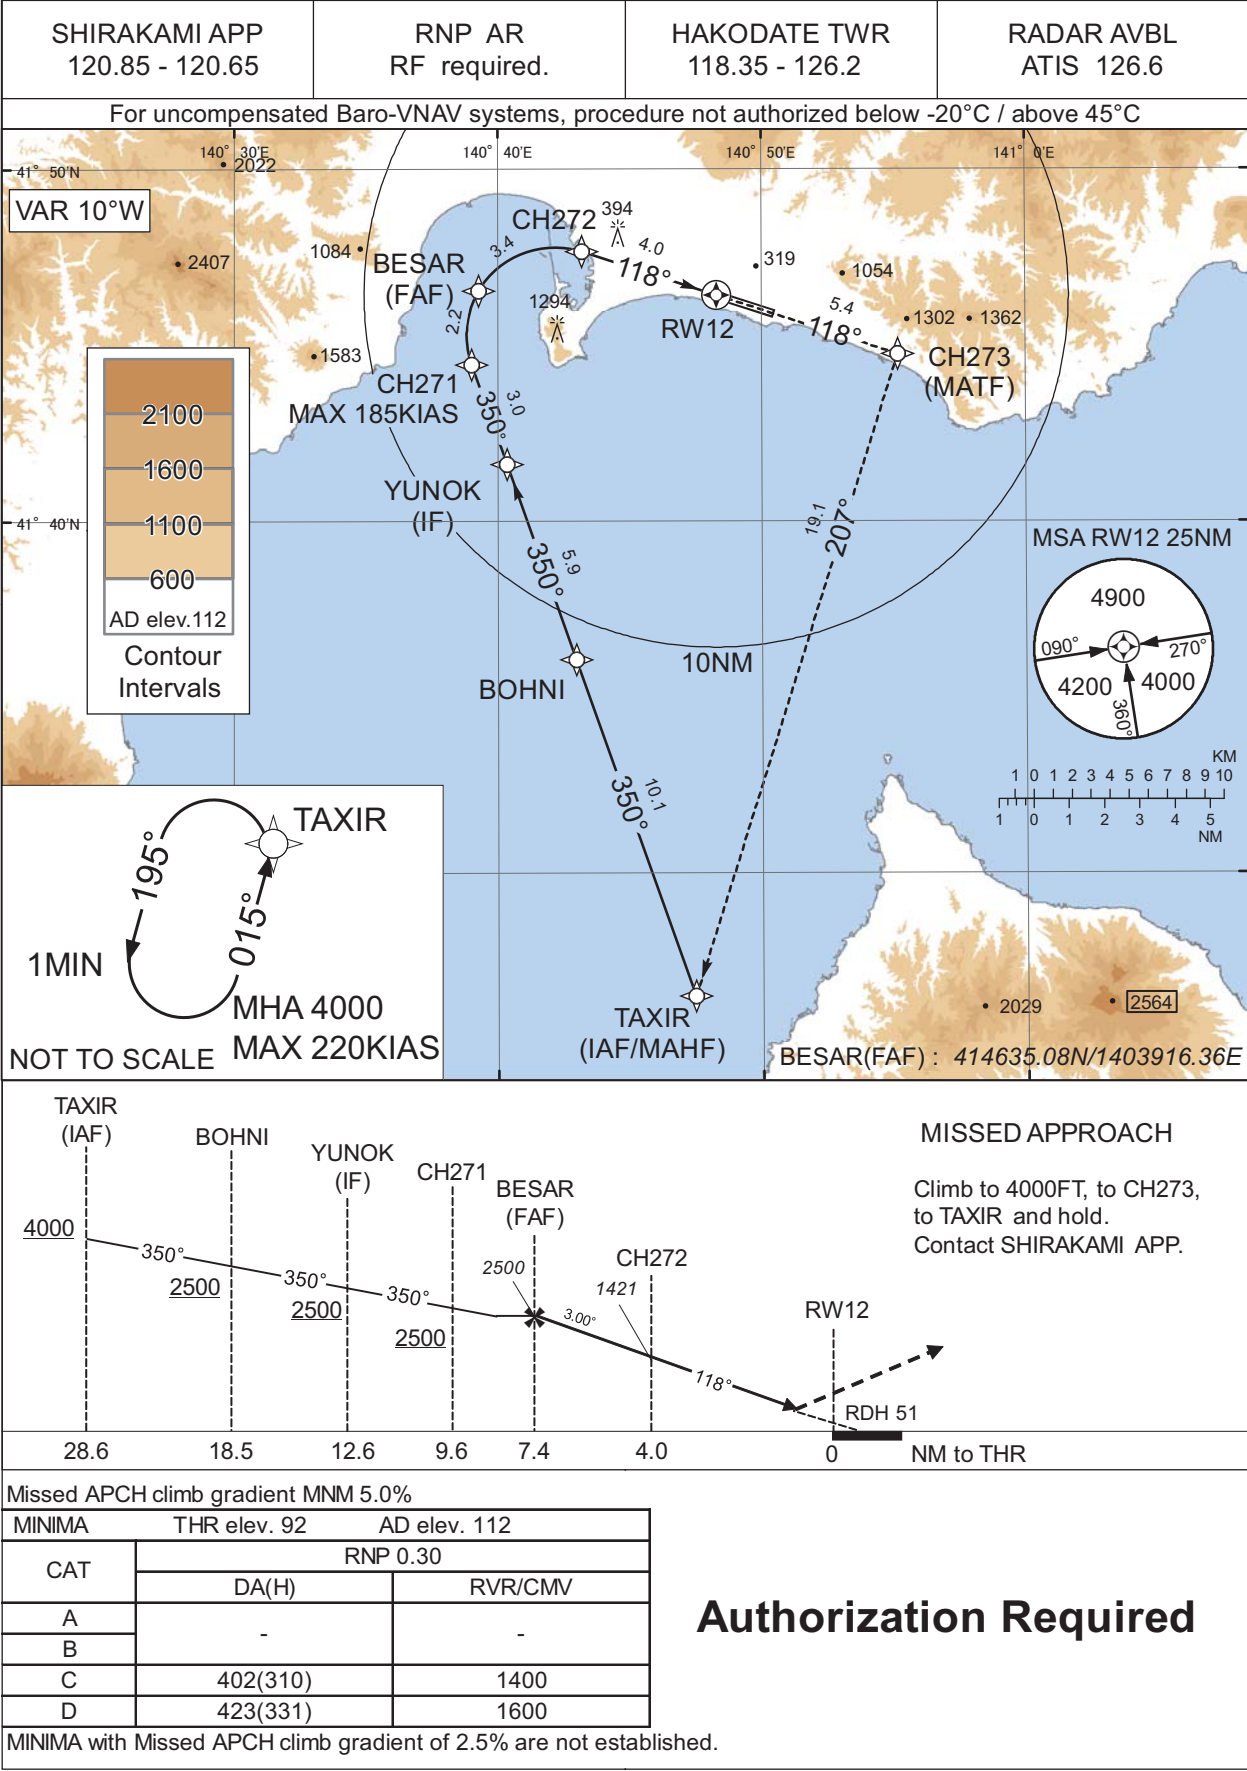 SHIRAKAMI APP
120.85 - 120.65
RNP AR
RF required.
HAKODATE TWR
118.35 - 126.2
RADAR AVBL
ATIS 126.6
For uncompensated Baro-VNAV systems, procedure not authorized below -20°C / above 45°C
140° 30'E
140° 40'E
140° 50'E
141° 0'E
41° 50'N
2022
VAR 10°W
2407
1084
1583
BESAR
(FAF)
3.4
CH272
394
4.0
118°
319
1054
1294
2.2
RW12
5.4
118°
1302
1362
CH273
(MATF)
CH271
MAX 185KIAS
3.0
350°
YUNOK
(IF)
41° 40'N
2100
1600
1100
600
AD elev.112
Contour
Intervals
5.9
350°
19.1
207°
10NM
BOHNI
10.1
350°
MSA RW12 25NM
4900
090°
270°
4200
4000
360°
KM
1 0 1 2 3 4 5 6 7 8 9 10
1 0 1 2 3 4 5
NM
TAXIR
195°
015°
1MIN
MHA 4000
MAX 220KIAS
NOT TO SCALE
TAXIR
(IAF/MAHF)
2029
2564
BESAR(FAF) : 414635.08N/1403916.36E
TAXIR
(IAF)
BOHNI
YUNOK
(IF)
CH271
BESAR
(FAF)
CH272
RW12
4000
350°
2500
350°
2500
350°
2500
2500
3.00°
1421
118°
RDH 51
28.6
18.5
12.6
9.6
7.4
4.0
0
NM to THR
MISSED APPROACH
Climb to 4000FT, to CH273,
to TAXIR and hold.
Contact SHIRAKAMI APP.
Missed APCH climb gradient MNM 5.0%
MINIMA THR elev. 92 AD elev. 112
CAT
RNP 0.30
DA(H) RVR/CMV
A
B
- -
C 402(310) 1400
D 423(331) 1600
MINIMA with Missed APCH climb gradient of 2.5% are not established.
Authorization Required